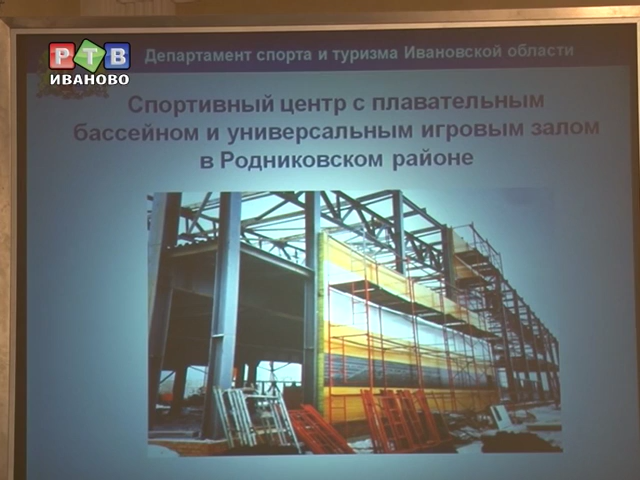 РТВ
ИВАНОВО
Департамент спорта и туризма Ивановской области
Спортивный центр с плавательным
бассейном и универсальным игровым залом
в Родниковском районе